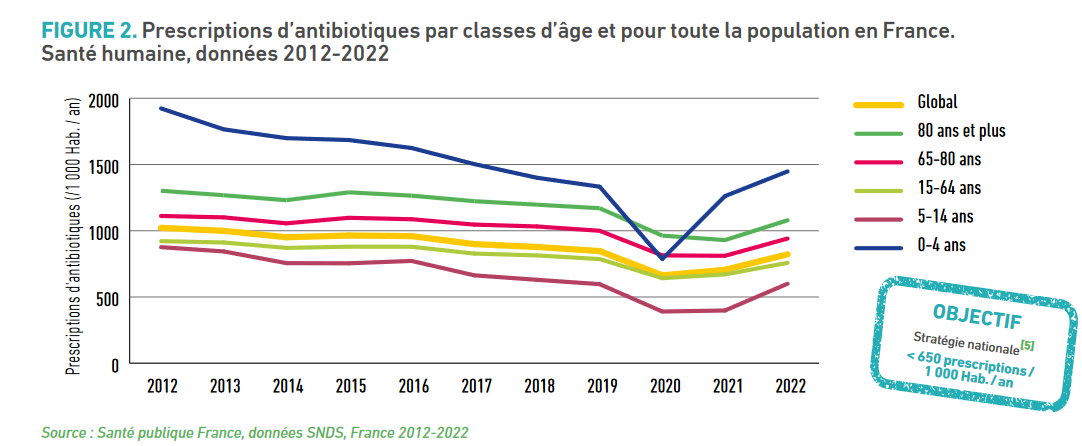 FIGURE 2. Prescriptions d’antibiotiques par classes d’âge et pour toute la population en France.
Santé humaine, données 2012-2022
Prescriptions d'antibiotiques (/1 000 Hab. / an)
2000
1500
1000
500
0
2012 2013 2014 2015 2016 2017 2018 2019 2020 2021 2022
Global
80 ans et plus
65-80 ans
15-64 ans
5-14 ans
0-4 ans
OBJECTIF
Stratégie nationale[5]
< 650 prescriptions /
1 000 Hab. / an
Source : Santé publique France, données SNDS, France 2012-2022